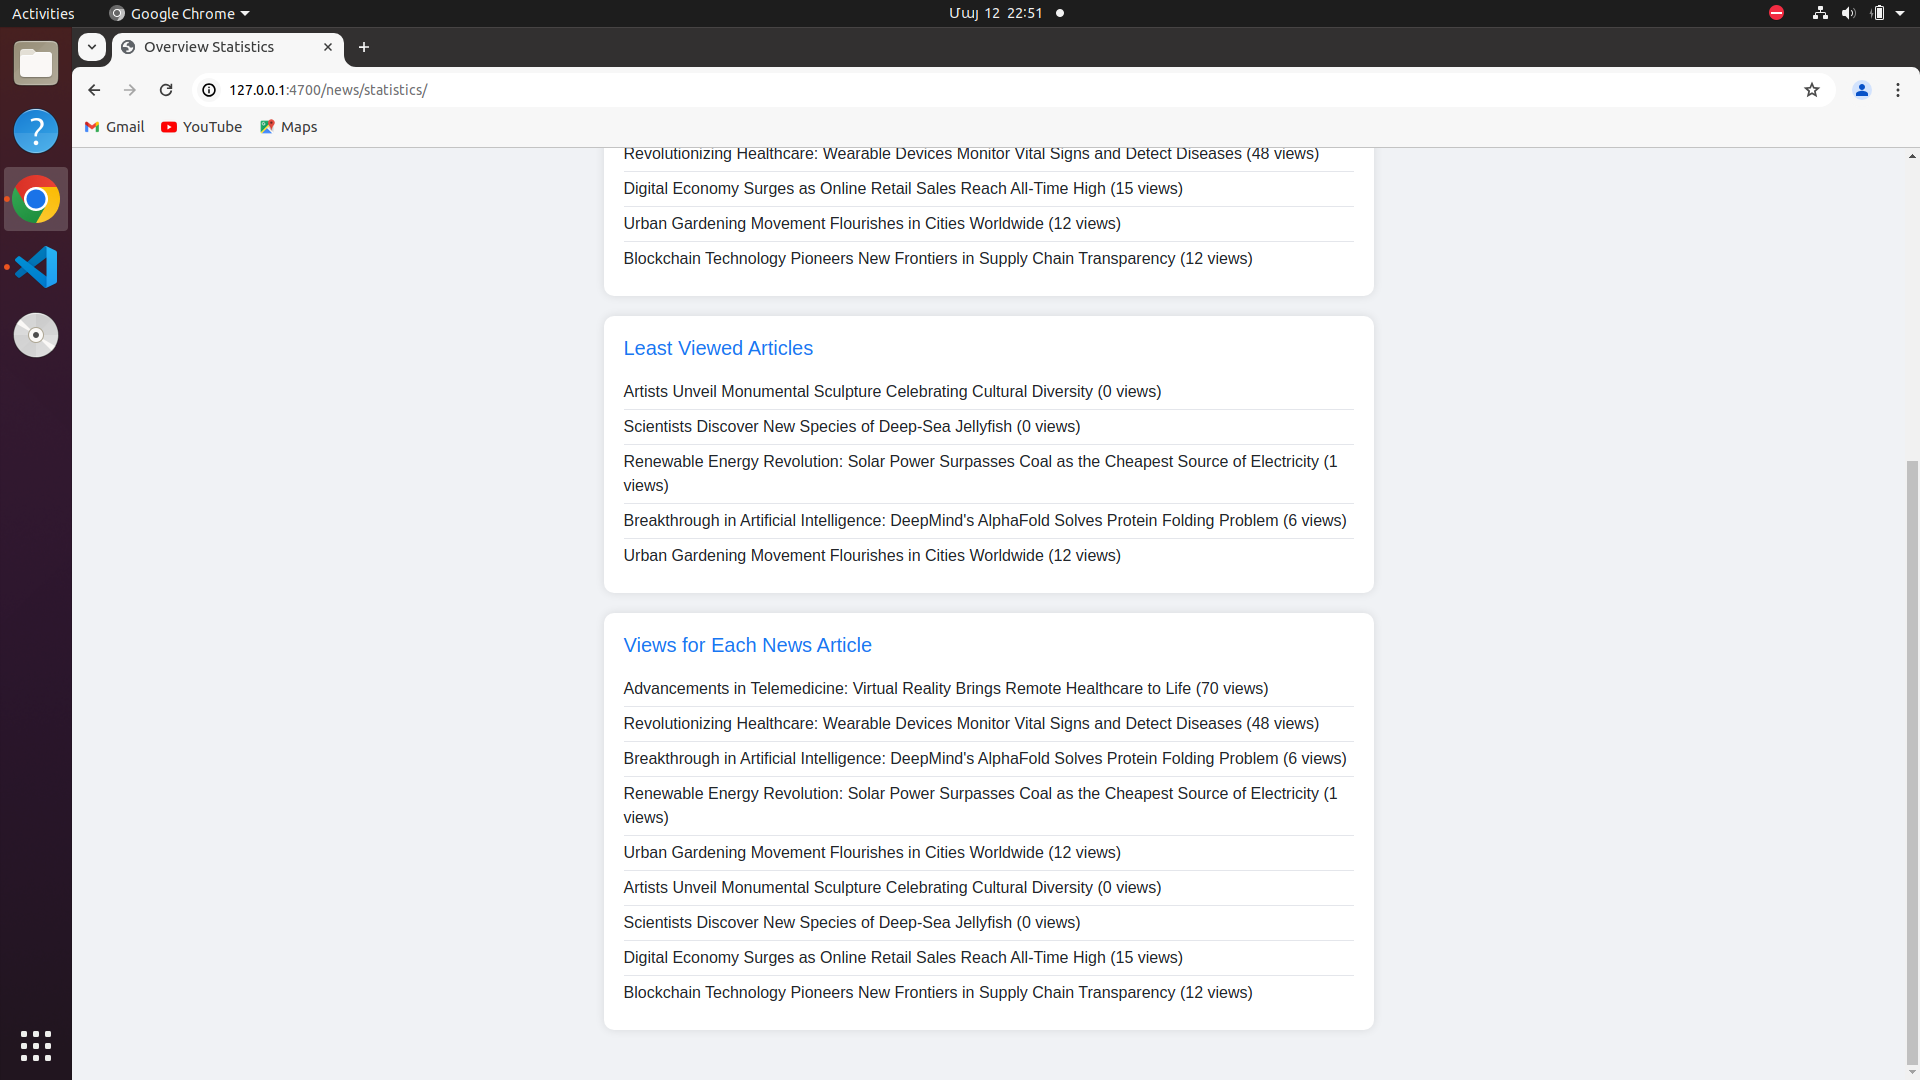 Activities
Google Chrome
Մայ 12 22:51
Overview Statistics
127.0.0.1:4700/news/statistics/
Gmail
YouTube
Maps
Revolutionizing Healthcare: Wearable Devices Monitor Vital Signs and Detect Diseases (48 views)
Digital Economy Surges as Online Retail Sales Reach All-Time High (15 views)
Urban Gardening Movement Flourishes in Cities Worldwide (12 views)
Blockchain Technology Pioneers New Frontiers in Supply Chain Transparency (12 views)
Least Viewed Articles
Artists Unveil Monumental Sculpture Celebrating Cultural Diversity (0 views)
Scientists Discover New Species of Deep-Sea Jellyfish (0 views)
Renewable Energy Revolution: Solar Power Surpasses Coal as the Cheapest Source of Electricity (1
views)
Breakthrough in Artificial Intelligence: DeepMind's AlphaFold Solves Protein Folding Problem (6 views)
Urban Gardening Movement Flourishes in Cities Worldwide (12 views)
Views for Each News Article
Advancements in Telemedicine: Virtual Reality Brings Remote Healthcare to Life (70 views)
Revolutionizing Healthcare: Wearable Devices Monitor Vital Signs and Detect Diseases (48 views)
Breakthrough in Artificial Intelligence: DeepMind's AlphaFold Solves Protein Folding Problem (6 views)
Renewable Energy Revolution: Solar Power Surpasses Coal as the Cheapest Source of Electricity (1
views)
Urban Gardening Movement Flourishes in Cities Worldwide (12 views)
Artists Unveil Monumental Sculpture Celebrating Cultural Diversity (0 views)
Scientists Discover New Species of Deep-Sea Jellyfish (0 views)
Digital Economy Surges as Online Retail Sales Reach All-Time High (15 views)
Blockchain Technology Pioneers New Frontiers in Supply Chain Transparency (12 views)